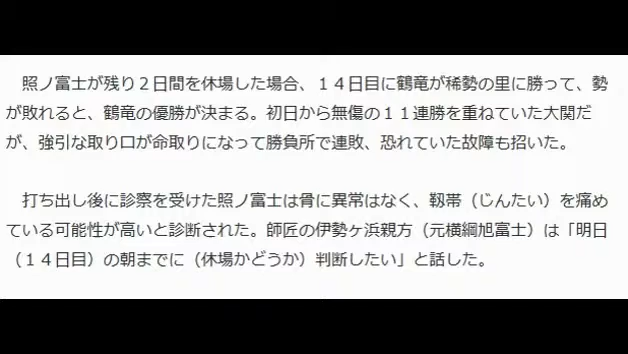 照ノ富士が残り２日間を休場した場合、１４日目に鶴竜が稀勢の里に勝って、勢
が敗れると、鶴竜の優勝が決まる。初日から無傷の１１連勝を重ねていた大関だ
が、強引な取り口が命取りになって勝負所で連敗、恐れていた故障も招いた。
打ち出し後に診察を受けた照ノ富士は骨に異常はなく、靱帯（じんたい）を痛め
ている可能性が高いと診断された。師匠の伊勢ヶ浜親方（元横綱旭富士）は「明日
（１４日目）の朝までに（休場かどうか）判断したい」と話した。